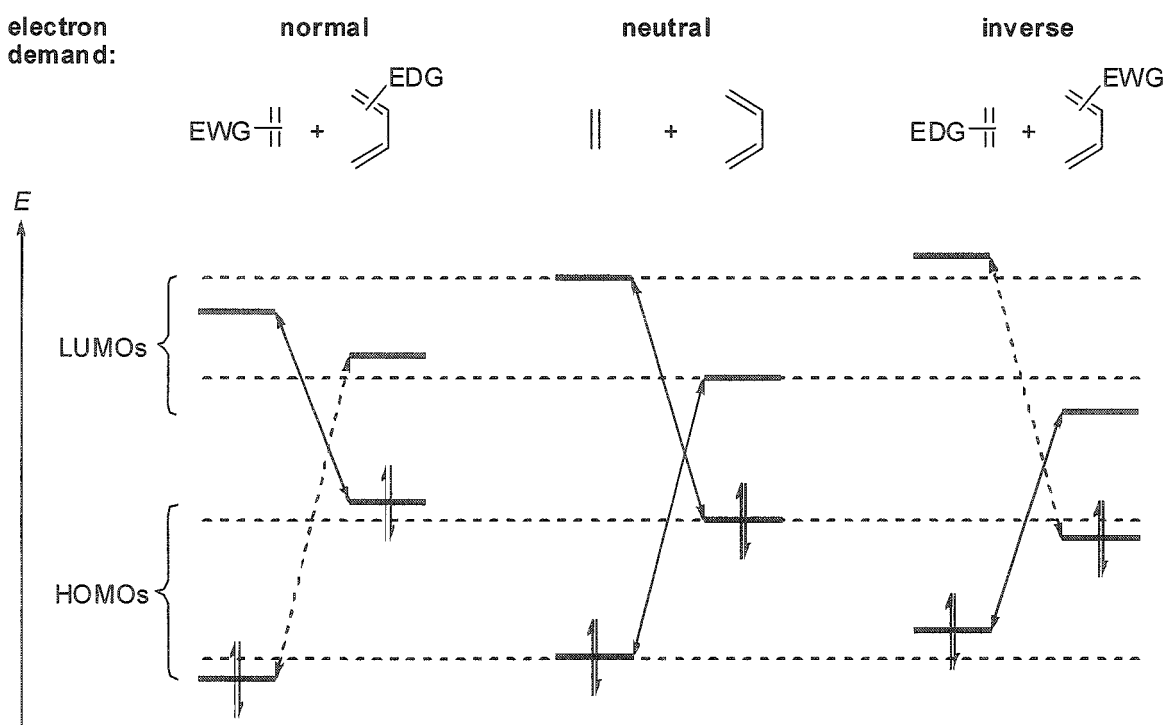 electron demand:
normal
neutral
inverse
EDG
EWG
+
+
EWG
EDG
+
E
LUMOs
HOMOs